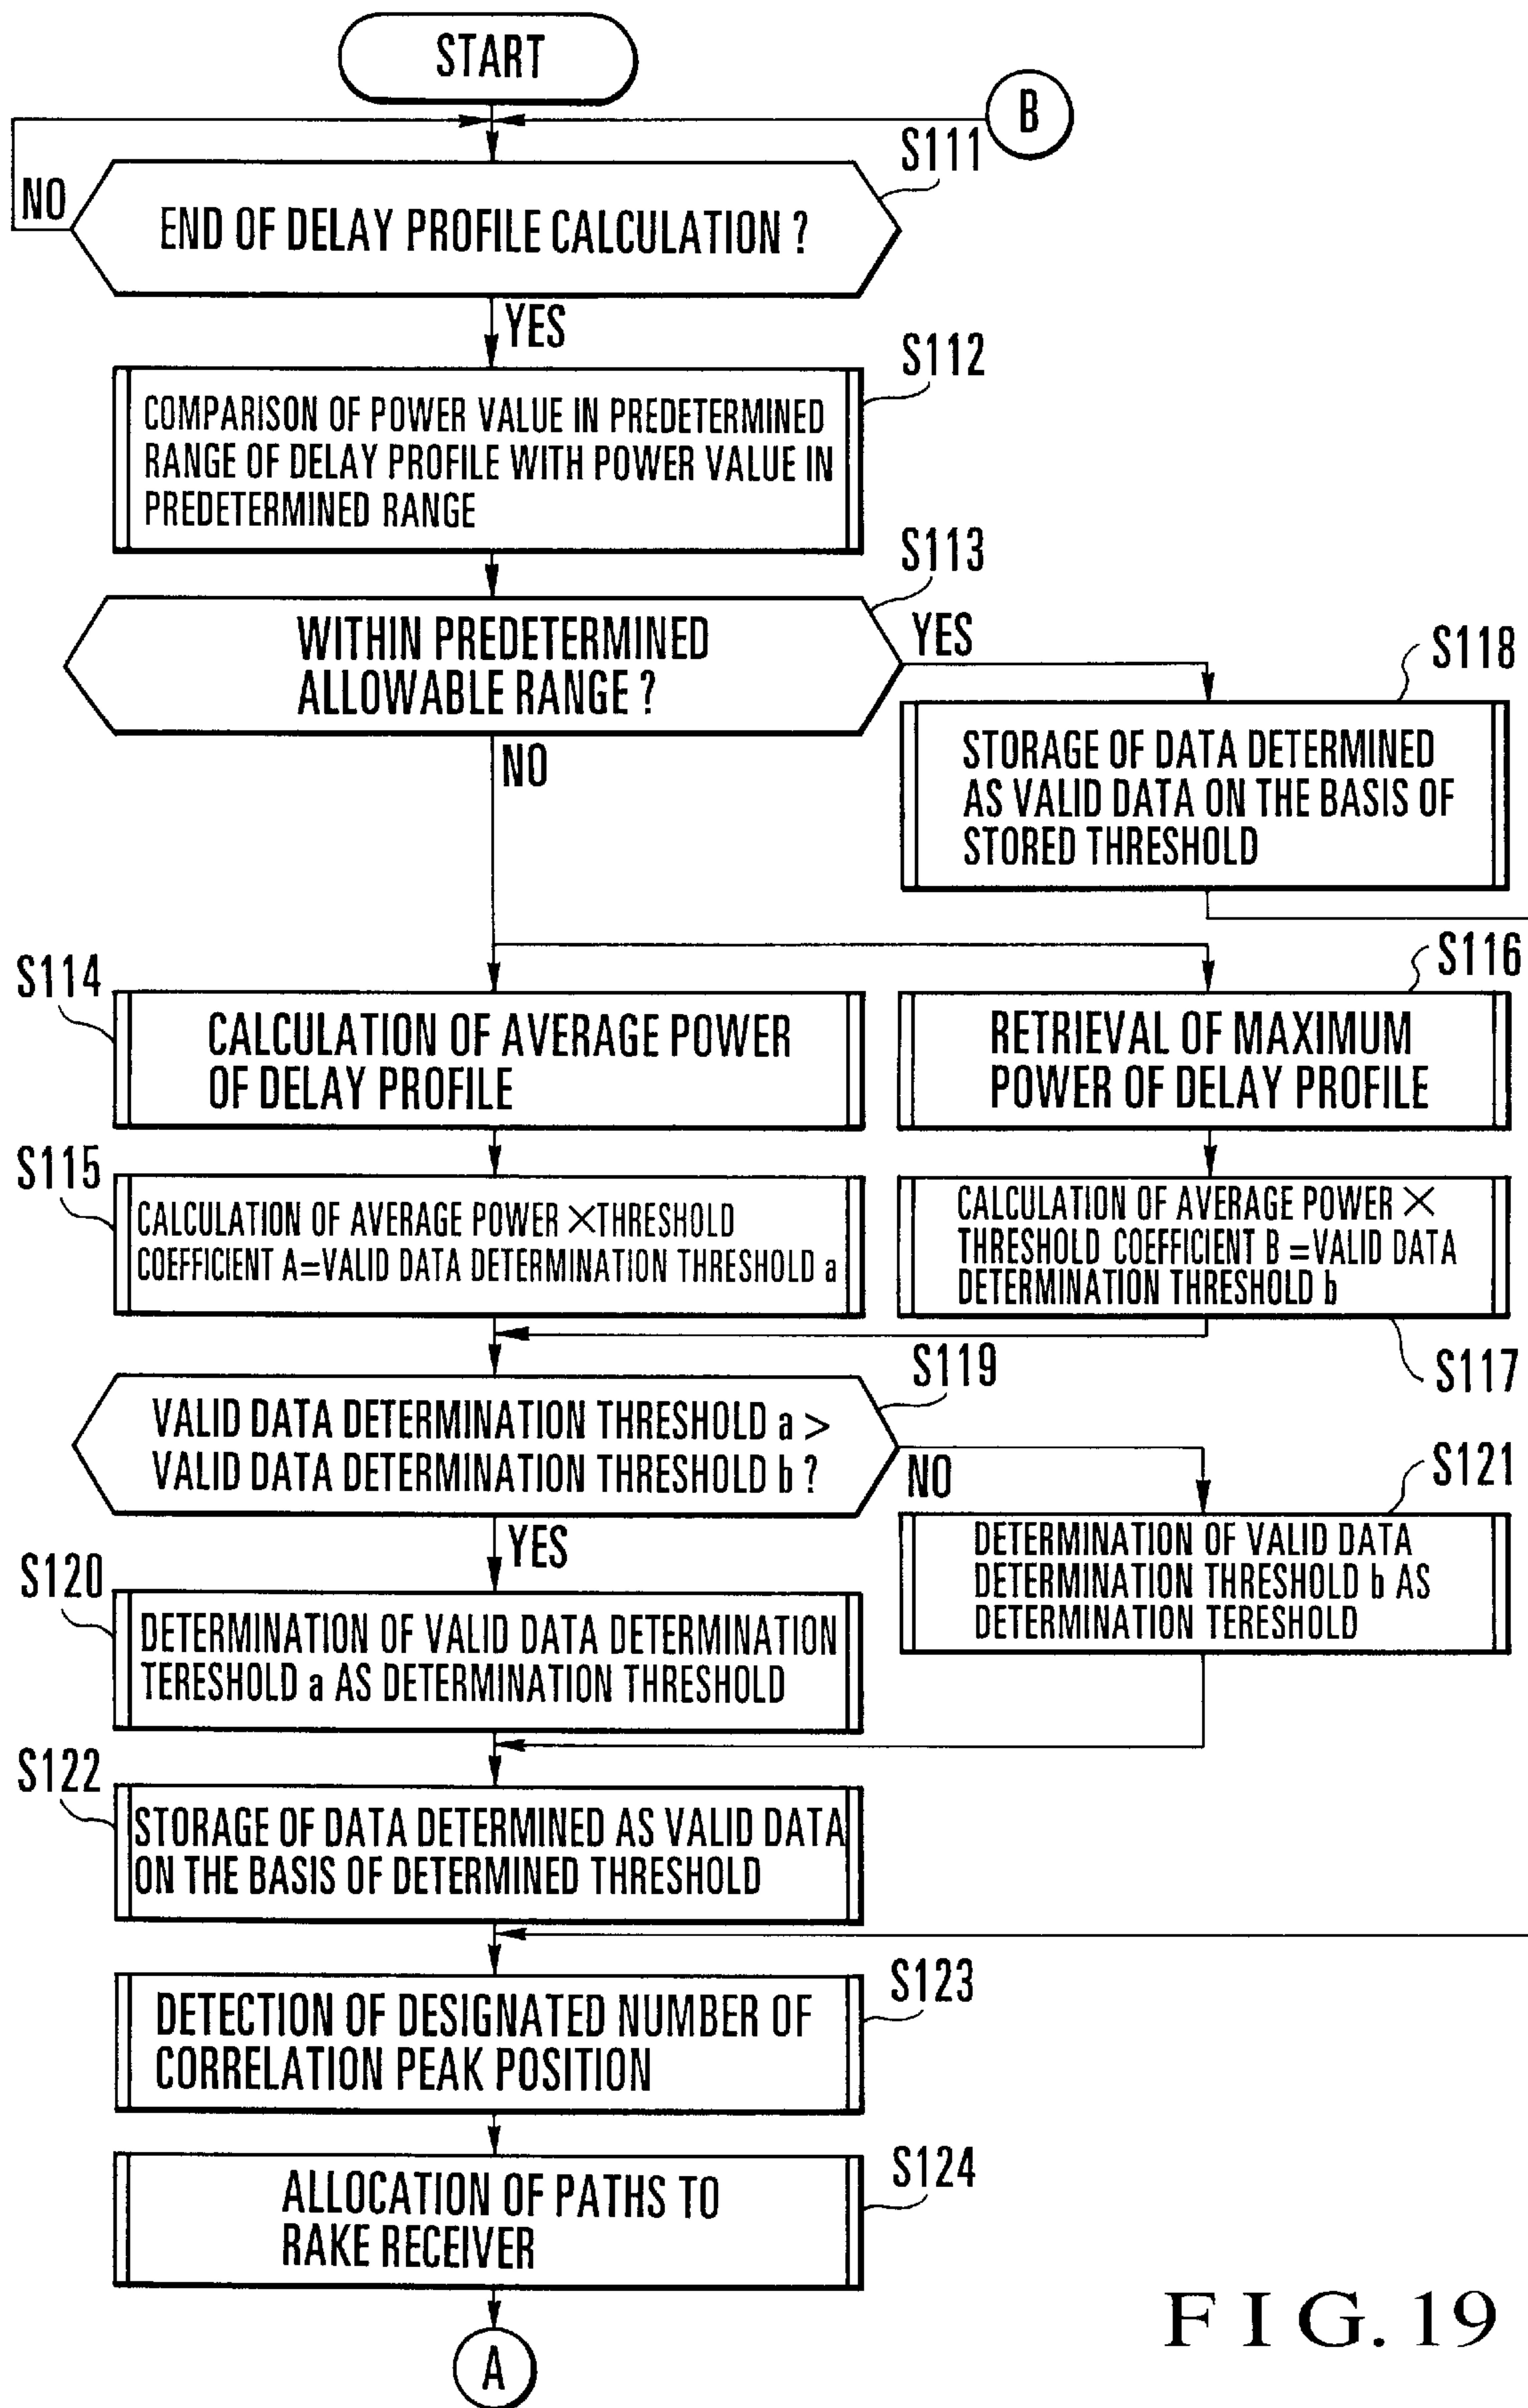 START
B
S111
NO
END OF DELAY PROFILE CALCULATION ?
YES
S112
COMPARISON OF POWER VALUE IN PREDETERMINED
RANGE OF DELAY PROFILE WITH POWER VALUE IN
PREDETERMINED RANGE
S113
WITHIN PREDETERMINED
ALLOWABLE RANGE ?
YES
NO
S118
STORAGE OF DATA DETERMINED
AS VALID DATA ON THE BASIS OF
STORED THRESHOLD
S114
CALCULATION OF AVERAGE POWER
OF DELAY PROFILE
S116
RETRIEVAL OF MAXIMUM
POWER OF DELAY PROFILE
S115
CALCULATION OF AVERAGE POWER ×THRESHOLD
COEFFICIENT A=VALID DATA DETERMINATION THRESHOLD a
CALCULATION OF AVERAGE POWER ×
THRESHOLD COEFFICIENT B =VALID DATA
DETERMINATION THRESHOLD b
S117
S119
VALID DATA DETERMINATION THRESHOLD a >
VALID DATA DETERMINATION THRESHOLD b ?
NO
YES
S121
DETERMINATION OF VALID DATA
DETERMINATION THRESHOLD b AS
DETERMINATION TERESHOLD
S120
DETERMINATION OF VALID DATA DETERMINATION
TERESHOLD a AS DETERMINATION THRESHOLD
S122
STORAGE OF DATA DETERMINED AS VALID DATA
ON THE BASIS OF DETERMINED THRESHOLD
S123
DETECTION OF DESIGNATED NUMBER OF
CORRELATION PEAK POSITION
S124
ALLOCATION OF PATHS TO
RAKE RECEIVER
A
FIG. 19